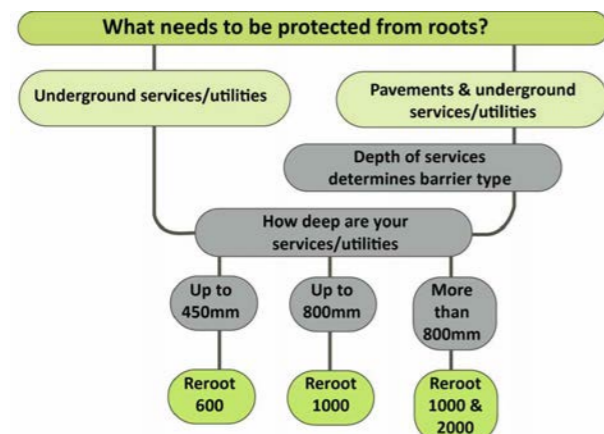 What needs to be protected from roots?
Underground services/utilities
Pavements & underground
services/utilities
Depth of services
determines barrier type
How deep are your
services/utilities
Up to
450mm
Up to
800mm
More
than
800mm
Reroot
600
Reroot
1000
Reroot
1000 &
2000